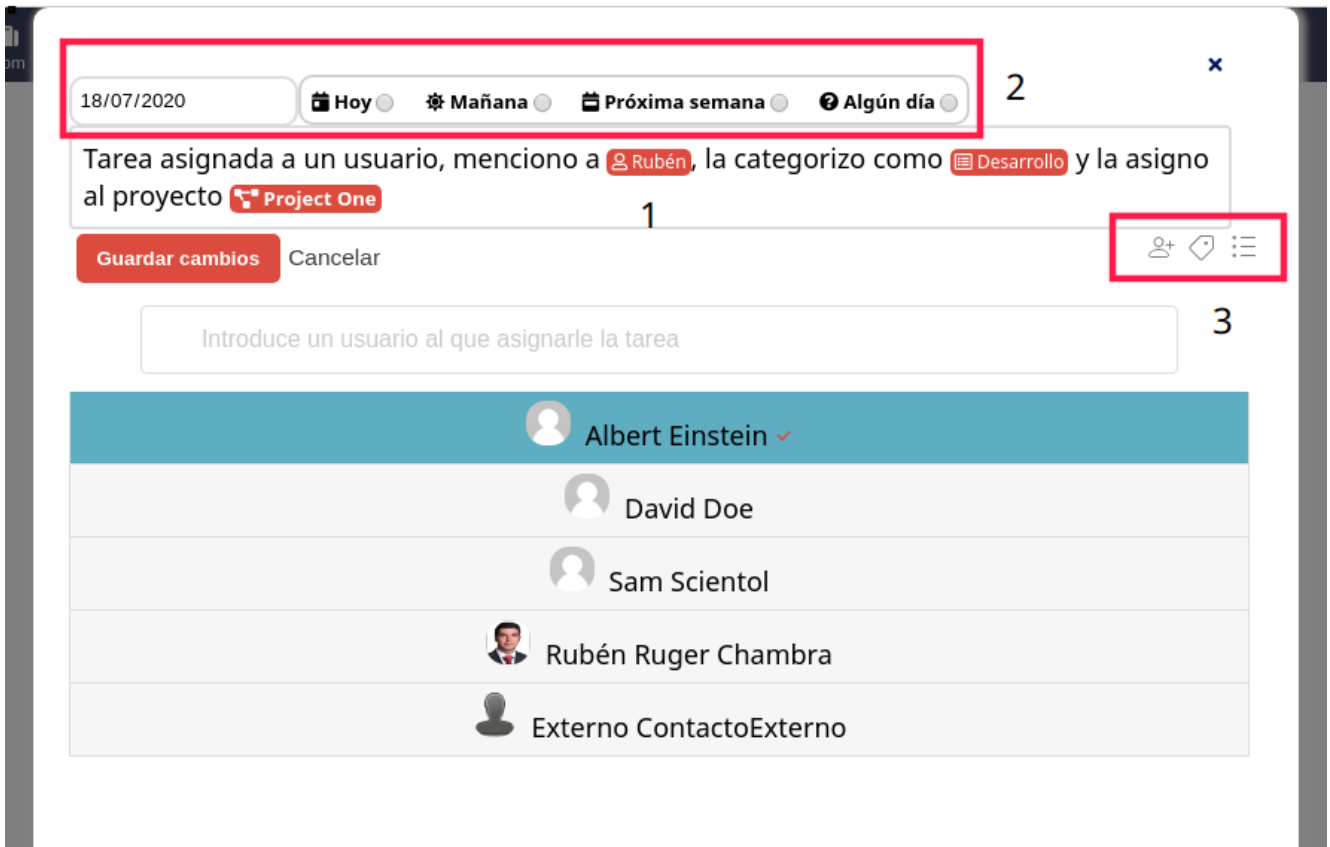 om
18/07/2020 Hoy Mañana Próxima semana Algún día 2
Tarea asignada a un usuario, menciono a Rubén, la categorizo como Desarrollo y la asigno
al proyecto Project One
1
Guardar cambios Cancelar
3
Introduce un usuario al que asignarle la tarea
Albert Einstein
David Doe
Sam Scientol
Rubén Ruger Chambra
Externo ContactoExterno